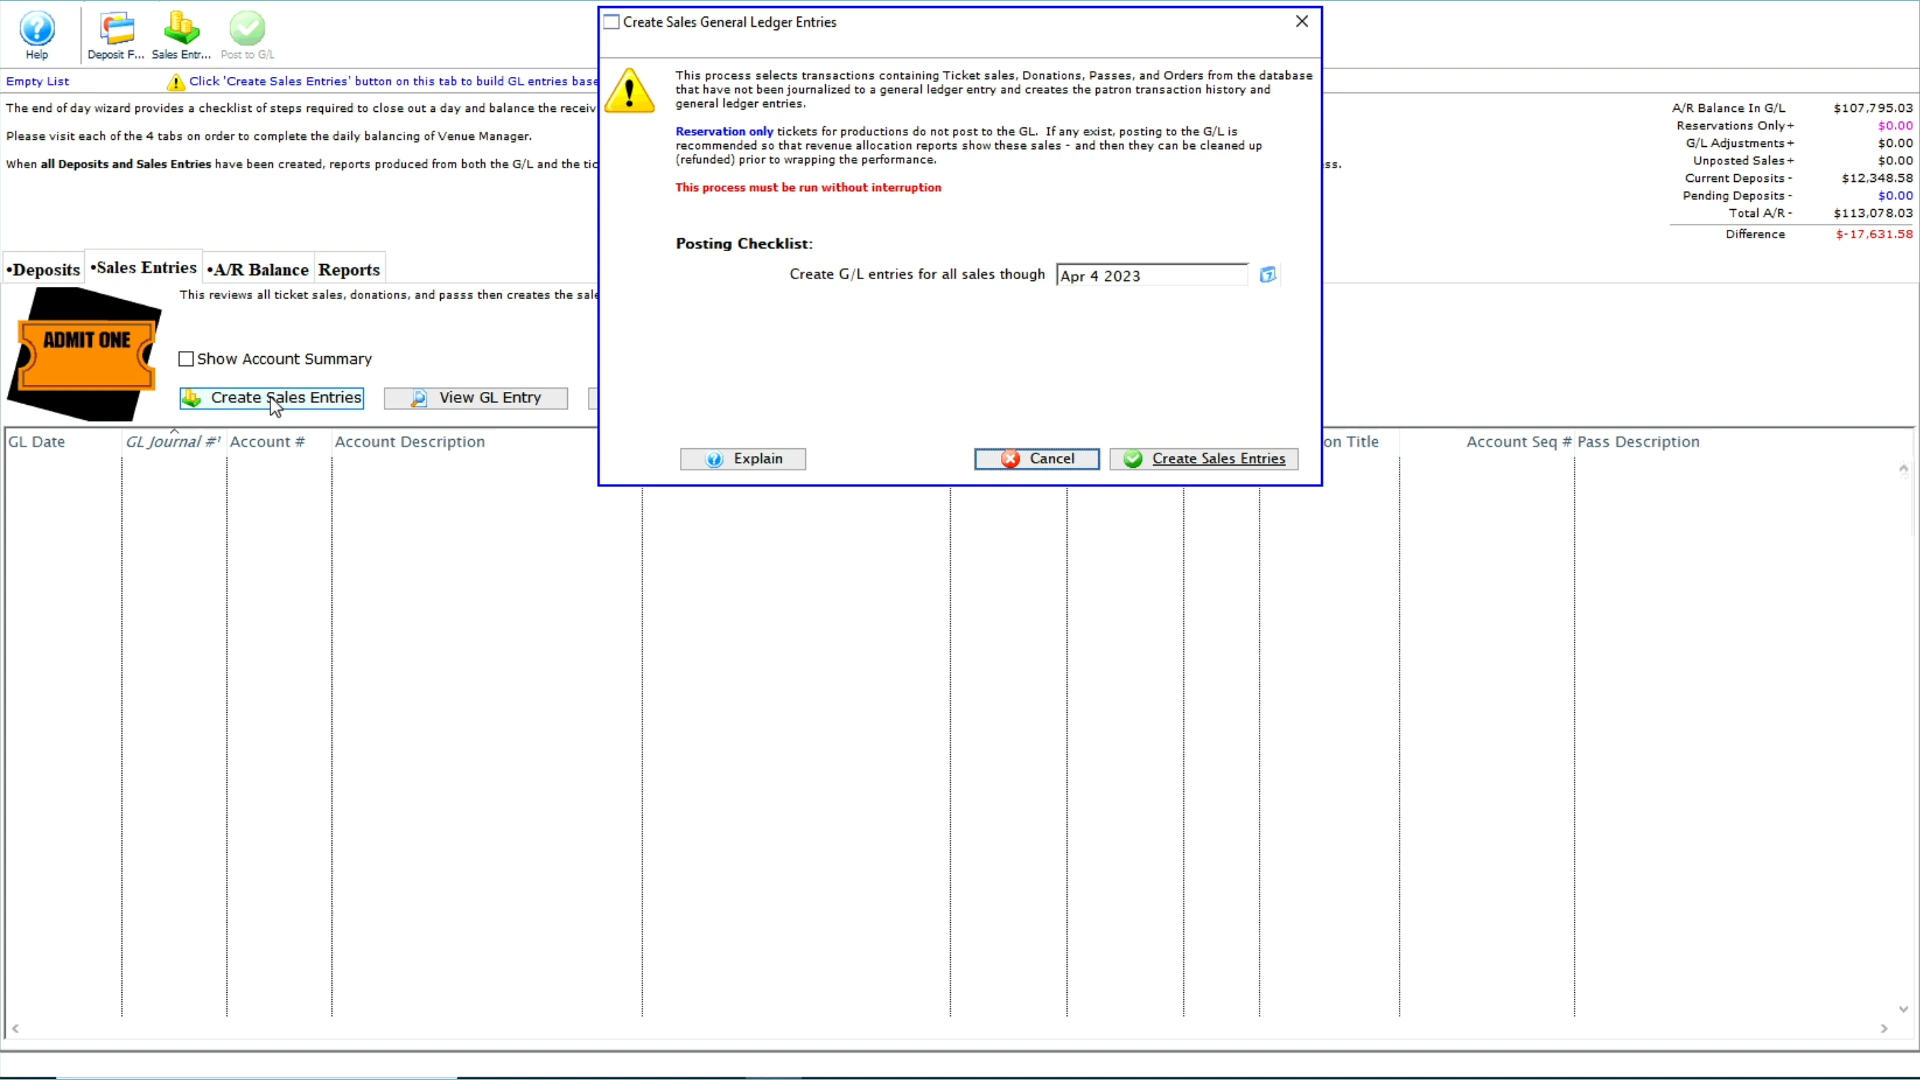 Help
Deposit F...
Sales Entr...
Post to G/L
Empty List
Click 'Create Sales Entries' button on this tab to build GL entries base
The end of day wizard provides a checklist of steps required to close out a day and balance the receiv
Please visit each of the 4 tabs on order to complete the daily balancing of Venue Manager.
When all Deposits and Sales Entries have been created, reports produced from both the G/L and the tic
ss.
A/R Balance In G/L $107,795.03
Reservations Only+ $0.00
G/L Adjustments+ $0.00
Unposted Sales+ $0.00
Current Deposits - $12,348.58
Pending Deposits - $0.00
Total A/R - $113,078.03
Difference $-17,631.58
•Deposits •Sales Entries •A/R Balance Reports
This reviews all ticket sales, donations, and passs then creates the sale
ADMIT ONE
Show Account Summary
Create Sales Entries
View GL Entry
GL Date GL Journal #¹ Account # Account Description on Title Account Seq # Pass Description
Create Sales General Ledger Entries
This process selects transactions containing Ticket sales, Donations, Passes, and Orders from the database
that have not been journalized to a general ledger entry and creates the patron transaction history and
general ledger entries.
Reservation only tickets for productions do not post to the GL. If any exist, posting to the G/L is
recommended so that revenue allocation reports show these sales - and then they can be cleaned up
(refunded) prior to wrapping the performance.
This process must be run without interruption
Posting Checklist:
Create G/L entries for all sales though Apr 4 2023
Explain
Cancel
Create Sales Entries